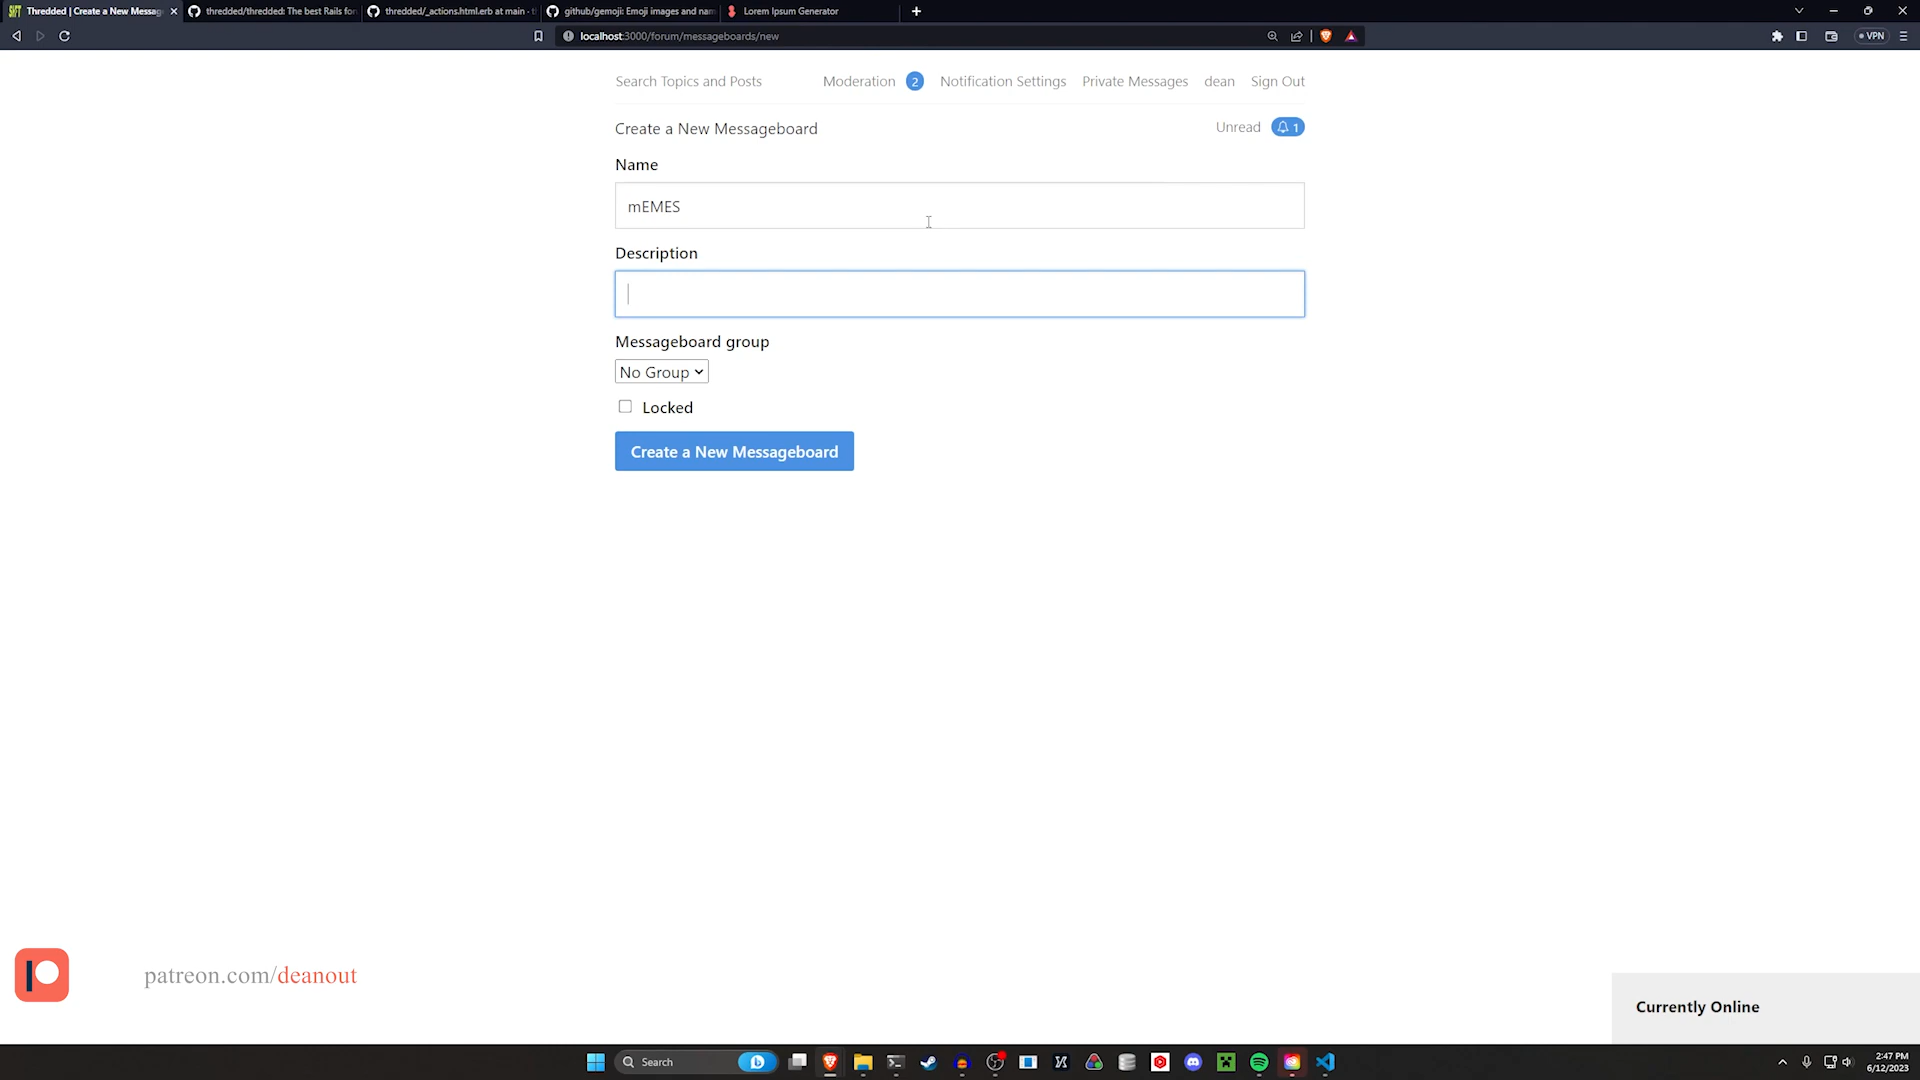 Thredded | Create a New Messag
thredded/thredded: The best Rails for
thredded/_actions.html.erb at main · t
github/gemoji: Emoji images and nam
Lorem Ipsum Generator
localhost:3000/forum/messageboards/new
VPN
Search Topics and Posts
Moderation 2
Notification Settings
Private Messages
dean
Sign Out
Create a New Messageboard
Unread 1
Name
mEMES
Description
Messageboard group
No Group
Locked
Create a New Messageboard
patreon.com/deanout
Currently Online
Search
2:47 PM
6/12/2023